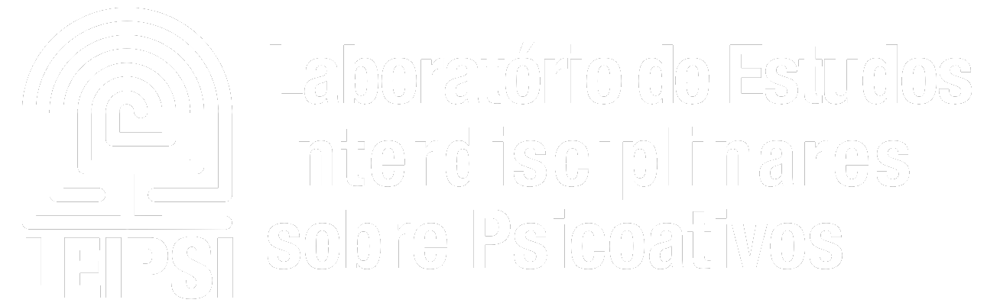 Laboratório de Estudos
Interdisciplinares
sobre Psicoativos
LEIPSI